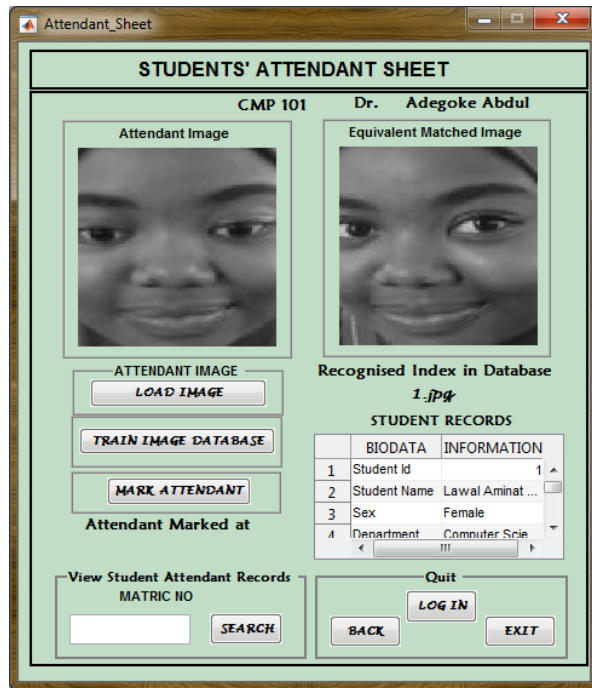 Attendant_Sheet
STUDENTS' ATTENDANT SHEET
CMP 101 Dr. Adegoke Abdul
Attendant Image
Equivalent Matched Image
ATTENDANT IMAGE
LOAD IMAGE
TRAIN IMAGE DATABASE
MARK ATTENDANT
Attendant Marked at
Recognised Index in Database
1.jpg
STUDENT RECORDS
BIODATA INFORMATION
1 Student Id 1
2 Student Name Lawal Aminat ...
3 Sex Female
4 Department Computer Scie
View Student Attendant Records
MATRIC NO
SEARCH
Quit
LOG IN
BACK EXIT